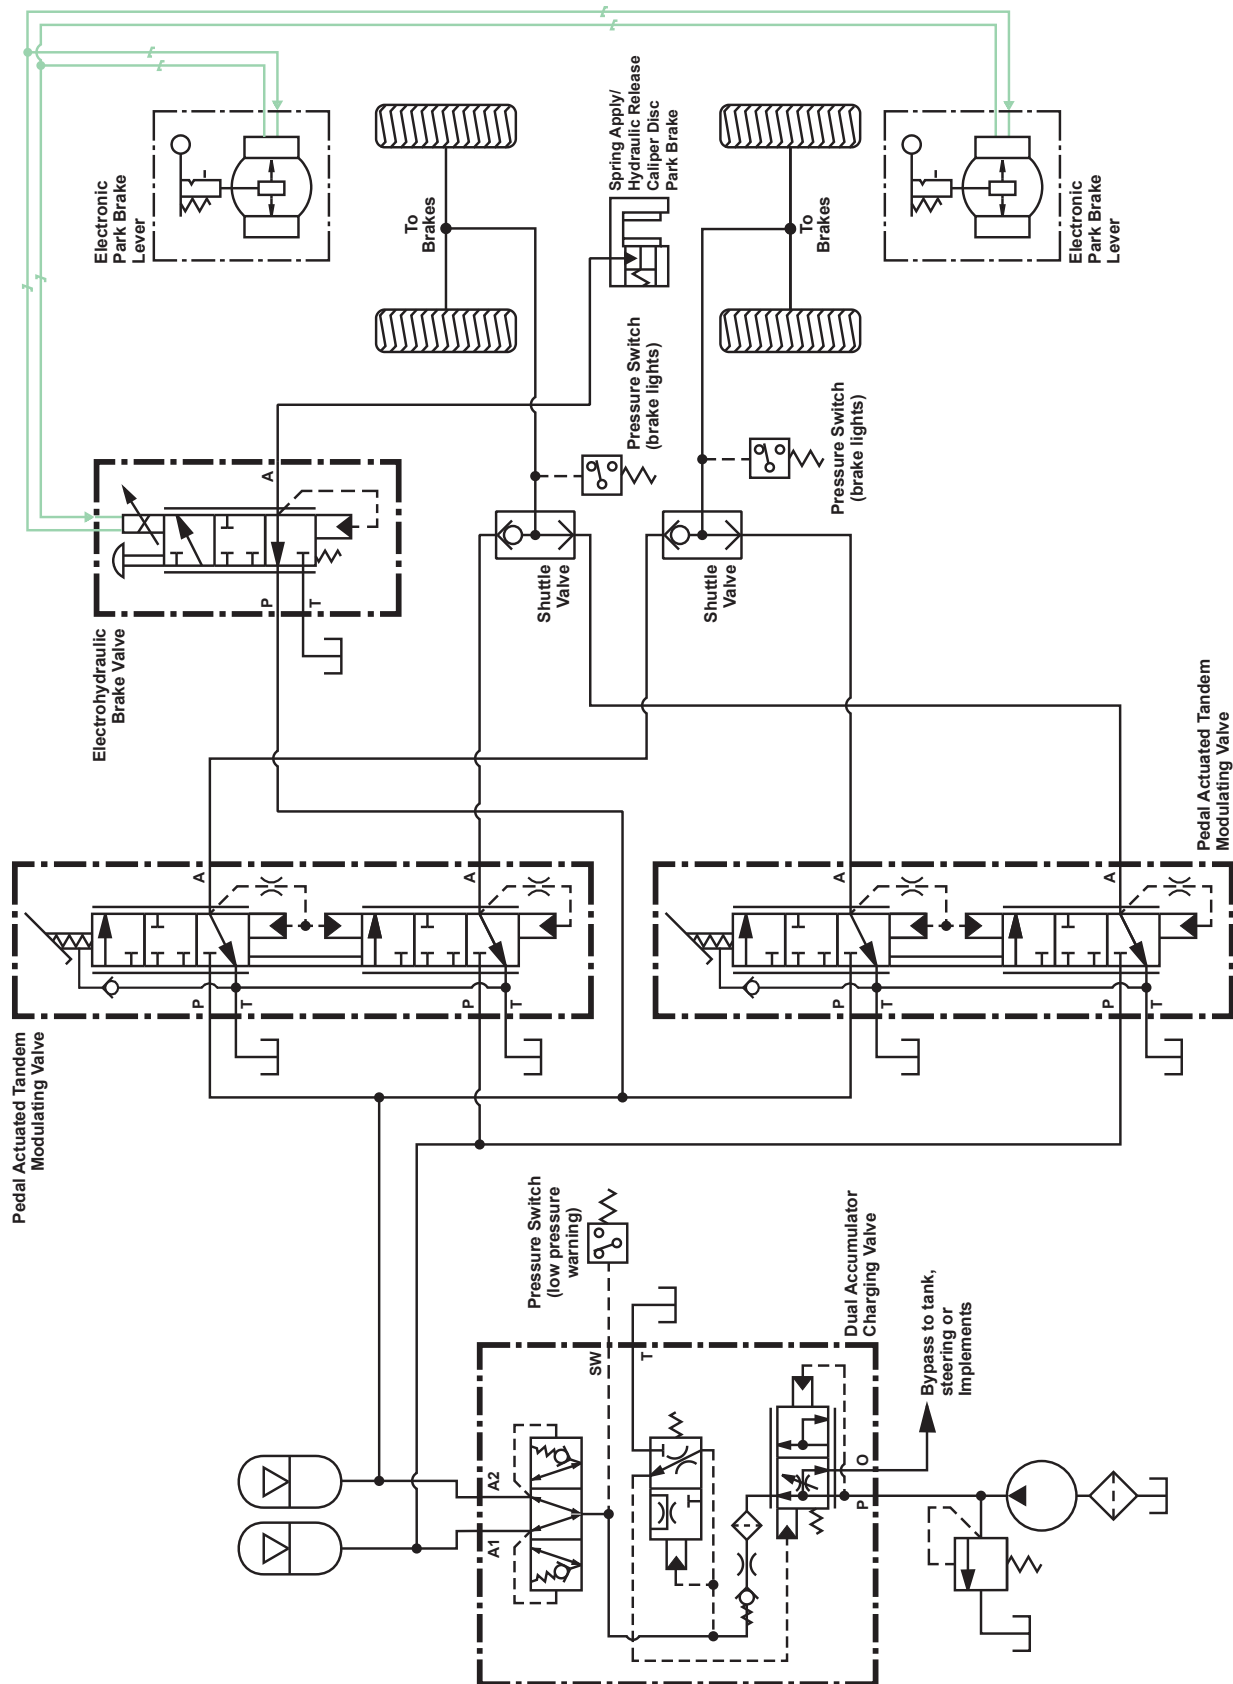 Electronic
Park Brake
Lever
To
Brakes
Spring Apply/
Hydraulic Release
Caliper Disc
Park Brake
To
Brakes
Electronic
Park Brake
Lever
Pressure Switch
(brake lights)
Pressure Switch
(brake lights)
A
P
T
Electrohydraulic
Brake Valve
Shuttle
Valve
Shuttle
Valve
Pedal Actuated Tandem
Modulating Valve
A
A
P
T
P
T
Pedal Actuated Tandem
Modulating Valve
A
A
P
T
P
T
Pressure Switch
(low pressure
warning)
Dual Accumulator
Charging Valve
Bypass to tank,
steering or
Implements
A2
A1
SW
T
O
P